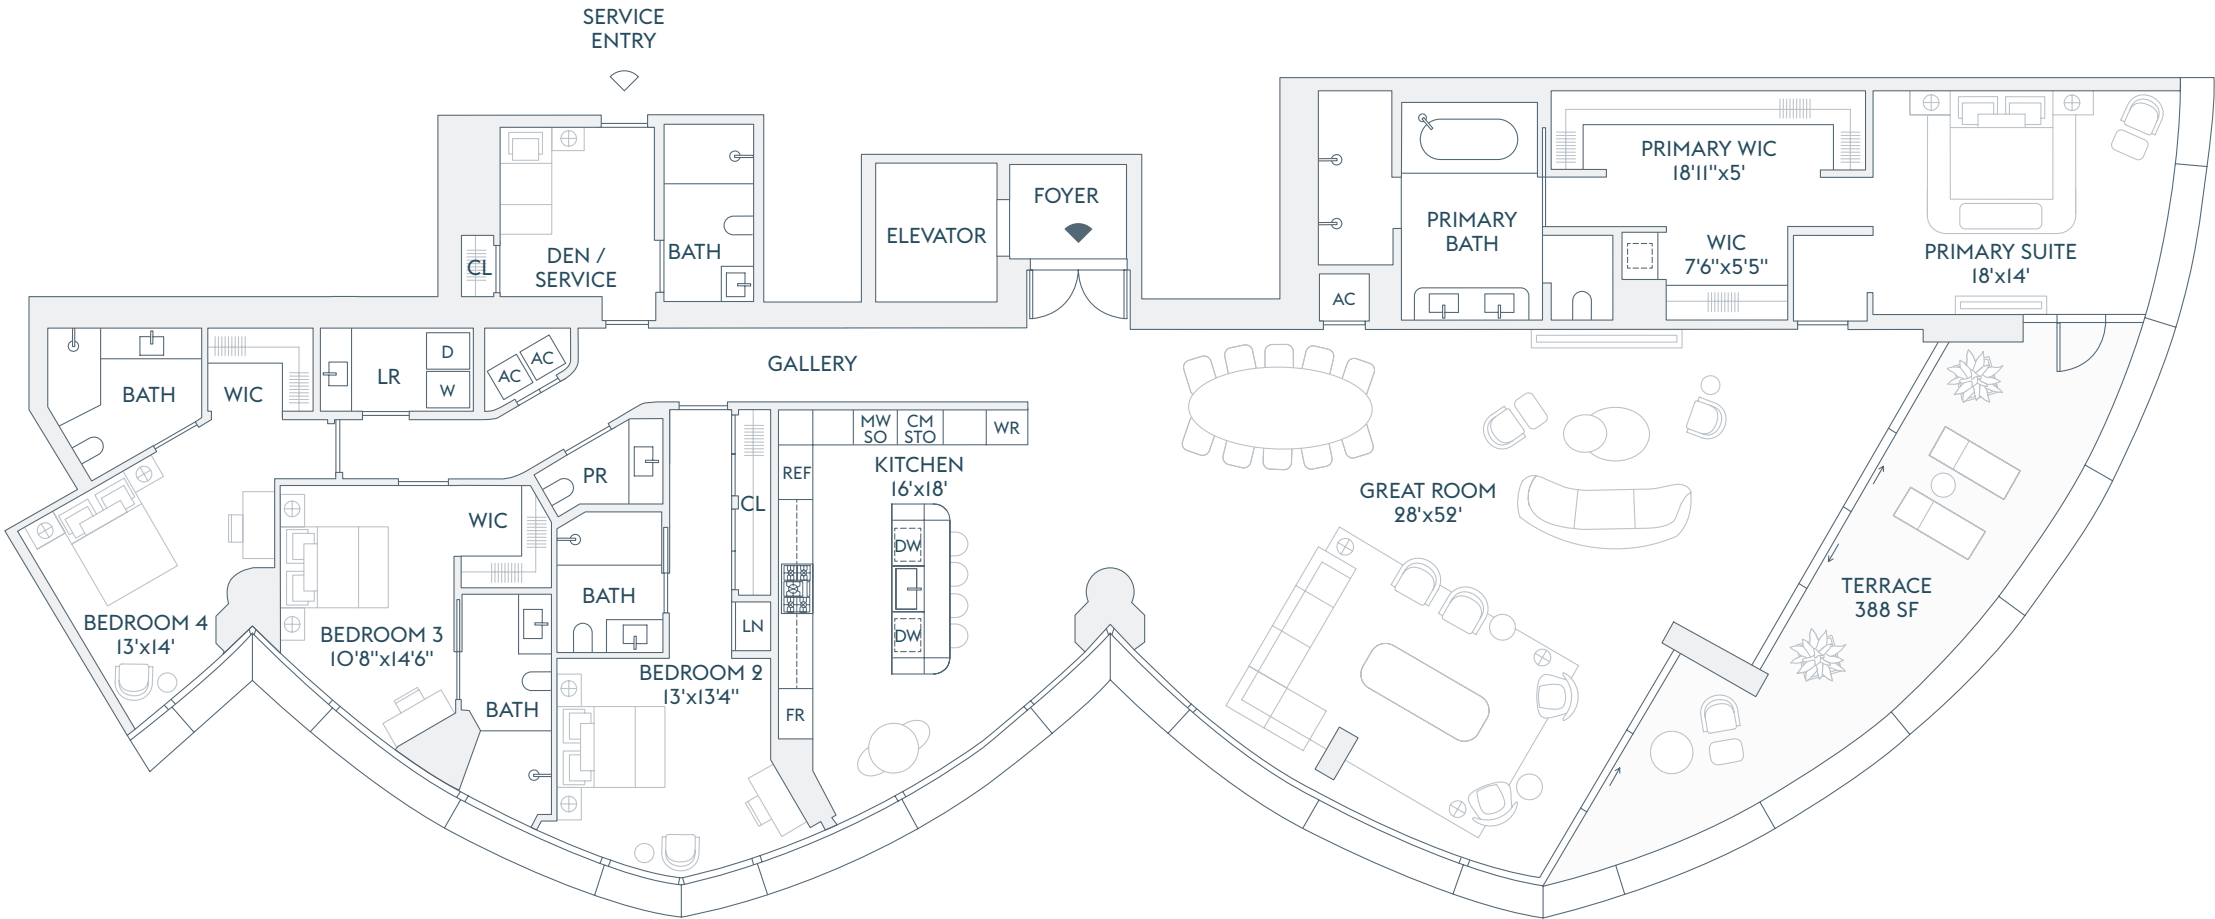 SERVICE
ENTRY
CL
DEN /
SERVICE
BATH
ELEVATOR
FOYER
AC
PRIMARY
BATH
PRIMARY WIC
18'11"x5'
WIC
7'6"x5'5"
PRIMARY SUITE
18'x14'
BATH
WIC
LR
D
W
AC
AC
GALLERY
PR
CL
LN
MW
SO
CM
STO
WR
REF
KITCHEN
16'x18'
DW
DW
FR
GREAT ROOM
28'x52'
TERRACE
388 SF
BEDROOM 4
13'x14'
BEDROOM 3
10'8"x14'6"
WIC
BATH
BATH
BEDROOM 2
13'x13'4"